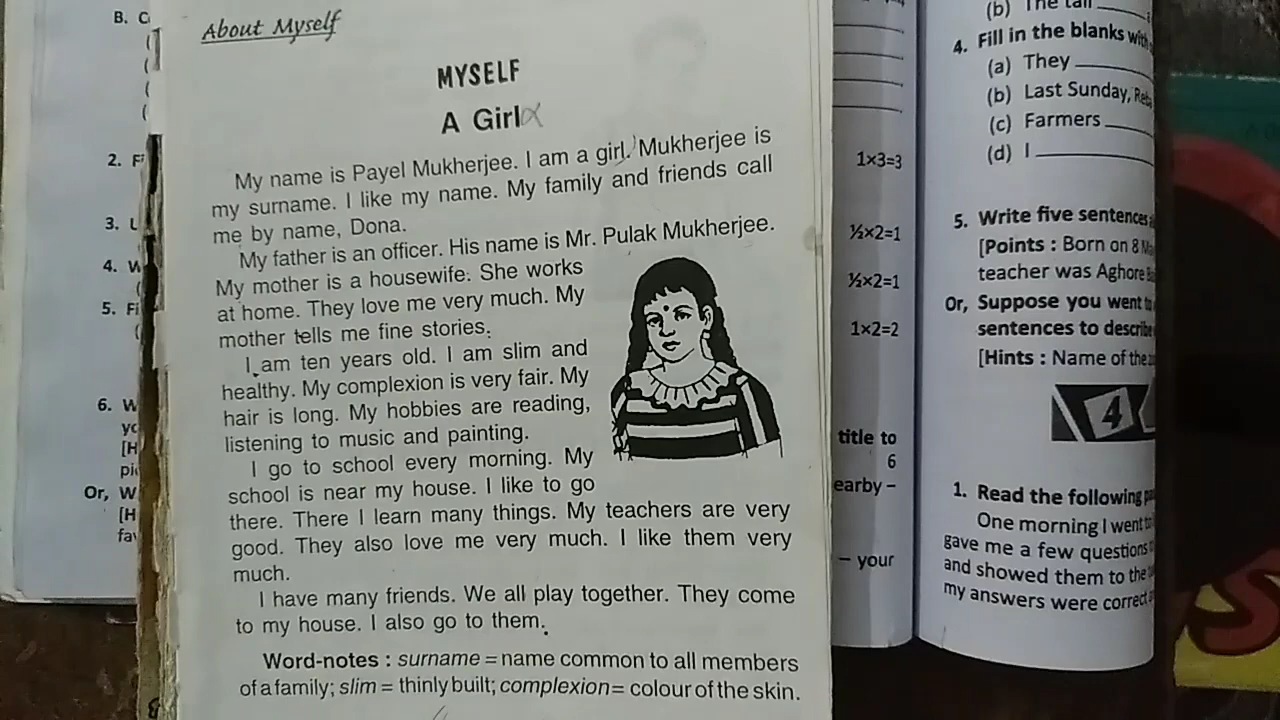 About Myself
MYSELF
A Girl
My name is Payel Mukherjee. I am a girl. Mukherjee is
my surname. I like my name. My family and friends call
me by name, Dona.
My father is an officer. His name is Mr. Pulak Mukherjee.
My mother is a housewife. She works
at home. They love me very much. My
mother tells me fine stories.
I am ten years old. I am slim and
healthy. My complexion is very fair. My
hair is long. My hobbies are reading,
listening to music and painting.
I go to school every morning. My
school is near my house. I like to go
there. There I learn many things. My teachers are very
good. They also love me very much. I like them very
much.
I have many friends. We all play together. They come
to my house. I also go to them.
Word-notes : surname = name common to all members
of a family; slim = thinly built; complexion = colour of the skin.
B.
2.
3.
4.
5.
6.
Or,
1×3=3
½×2=1
½×2=1
1×2=2
title to
6
– your
(b) The tall
4. Fill in the blanks
(a) They
(b) Last Sunday,
(c) Farmers
(d) I
5. Write five sentences
[Points : Born on 8
teacher was Aghore
Or, Suppose you went
sentences to describe
[Hints : Name of the
4
1. Read the following
One morning I went
gave me a few questions
and showed them to the
my answers were correct